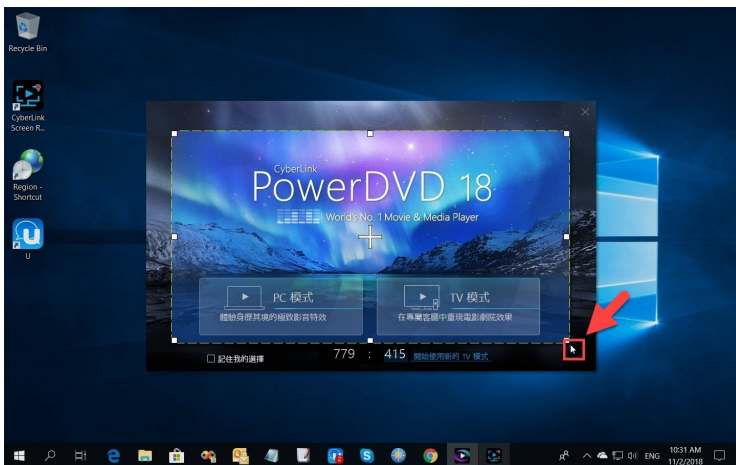 Recycle Bin
CyberLink
Screen R...
Region -
Shortcut
U
CyberLink
PowerDVD 18
World's No. 1 Movie & Media Player
PC 模式
體驗身歷其境的極致影音特效
TV 模式
在專屬客廳中重現電影劇院效果
記住我的選擇
779 : 415
開始使用新的 TV 模式
ENG
10:31 AM
11/2/2018